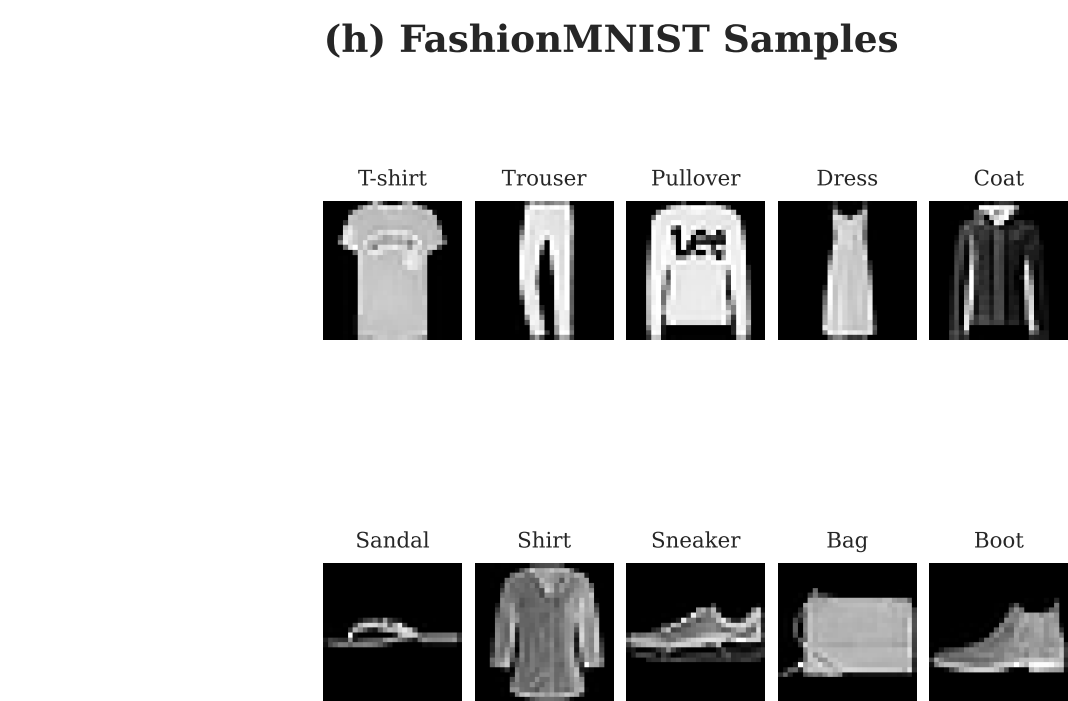 (h) FashionMNIST Samples
T-shirt Trouser Pullover Dress Coat
Lee
Sandal Shirt Sneaker Bag Boot